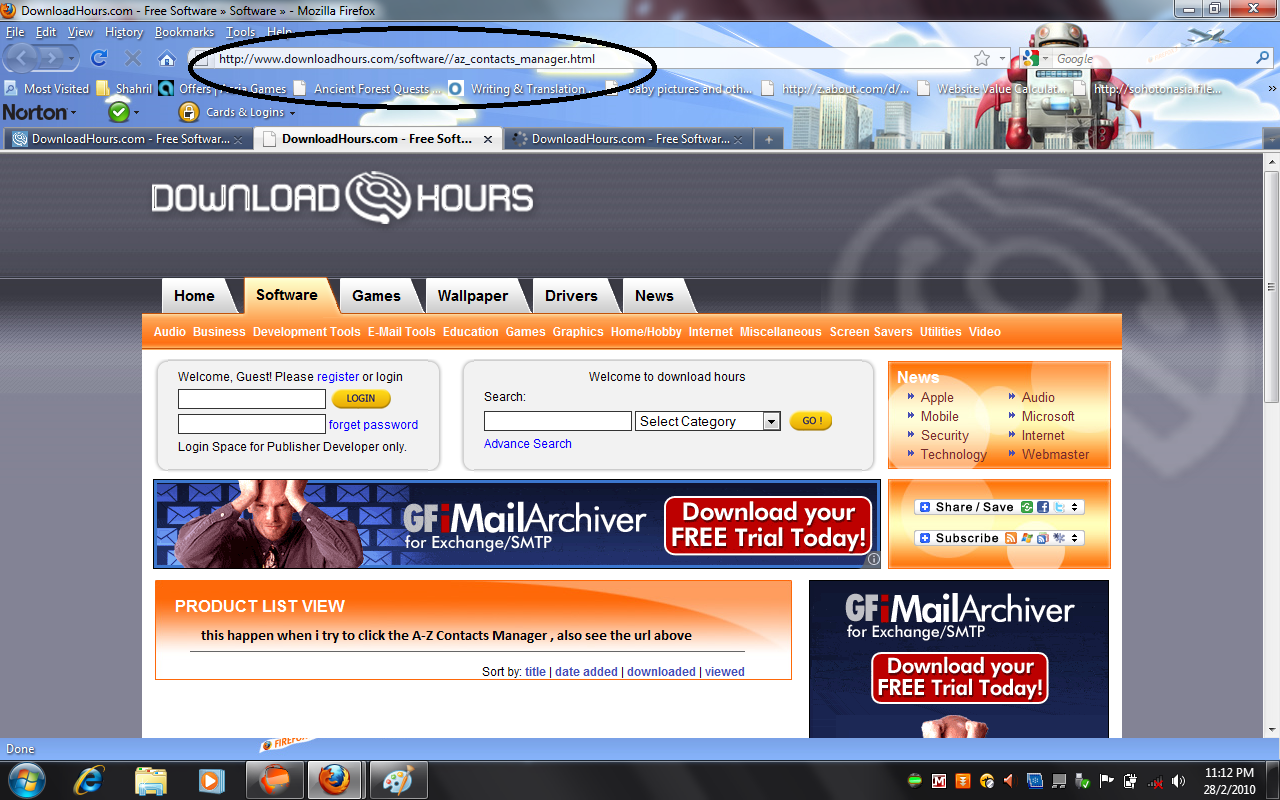 DownloadHours.com - Free Software » Software » - Mozilla Firefox
File Edit View History Bookmarks Tools Help
http://www.downloadhours.com/software//az_contacts_manager.html
Google
Most Visited Shahril Offers Games Ancient Forest Quests ... Writing & Translation ... baby pictures and oth... http://z.about.com/d/... Website Value Calculat... http://sohotonasia.file...
Norton Cards & Logins
DownloadHours.com - Free Softwar... DownloadHours.com - Free Soft... DownloadHours.com - Free Softwar...
DOWNLOAD HOURS
Home Software Games Wallpaper Drivers News
Audio Business Development Tools E-Mail Tools Education Games Graphics Home/Hobby Internet Miscellaneous Screen Savers Utilities Video
Welcome, Guest! Please register or login
LOGIN
forget password
Login Space for Publisher Developer only.
Welcome to download hours
Search:
Select Category GO !
Advance Search
News
Apple Audio
Mobile Microsoft
Security Internet
Technology Webmaster
GFi MailArchiver
for Exchange/SMTP
Download your
FREE Trial Today!
Share / Save
Subscribe
PRODUCT LIST VIEW
this happen when i try to click the A-Z Contacts Manager , also see the url above
Sort by: title | date added | downloaded | viewed
GFi MailArchiver
for Exchange/SMTP
Download your
FREE Trial Today!
Done
11:12 PM
28/2/2010